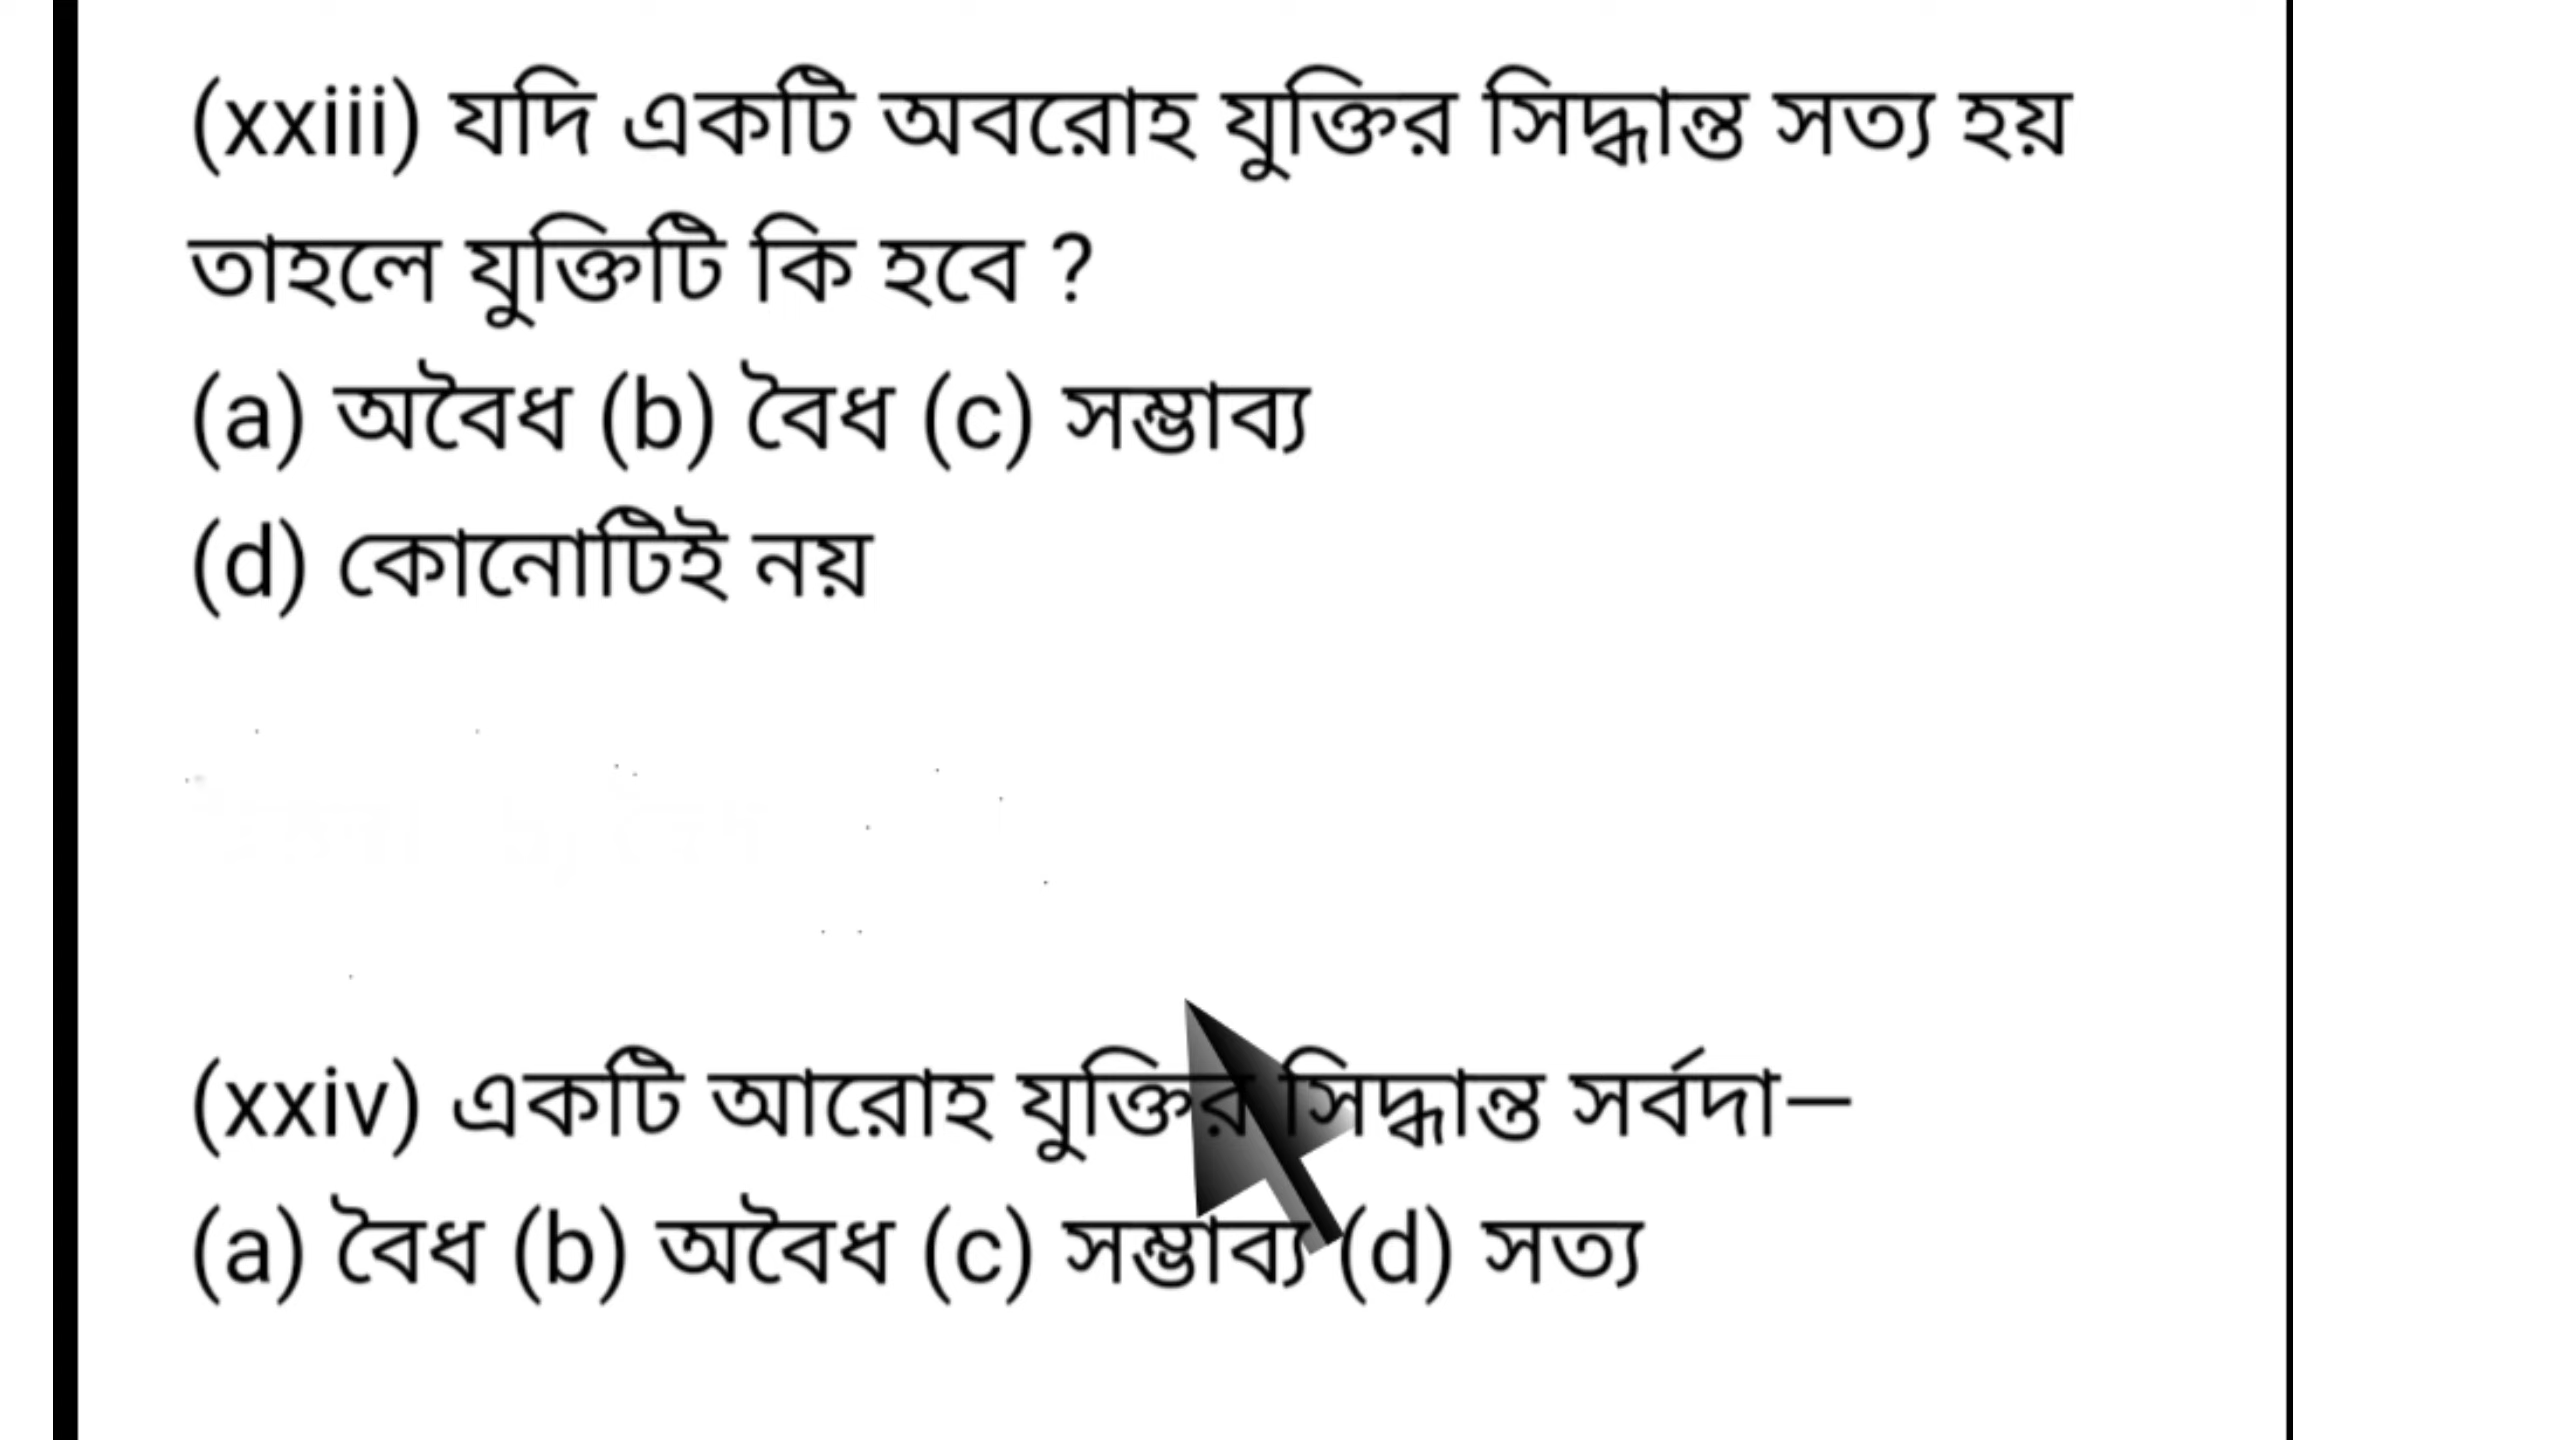 (xxiii) যদি একটি অবরোহ যুক্তির সিদ্ধান্ত সত্য হয়
তাহলে যুক্তিটি কি হবে ?
(a) অবৈধ (b) বৈধ (c) সম্ভাব্য
(d) কোনোটিই নয়
(xxiv) একটি আরোহ যুক্তির সিদ্ধান্ত সর্বদা—
(a) বৈধ (b) অবৈধ (c) সম্ভাব্য (d) সত্য